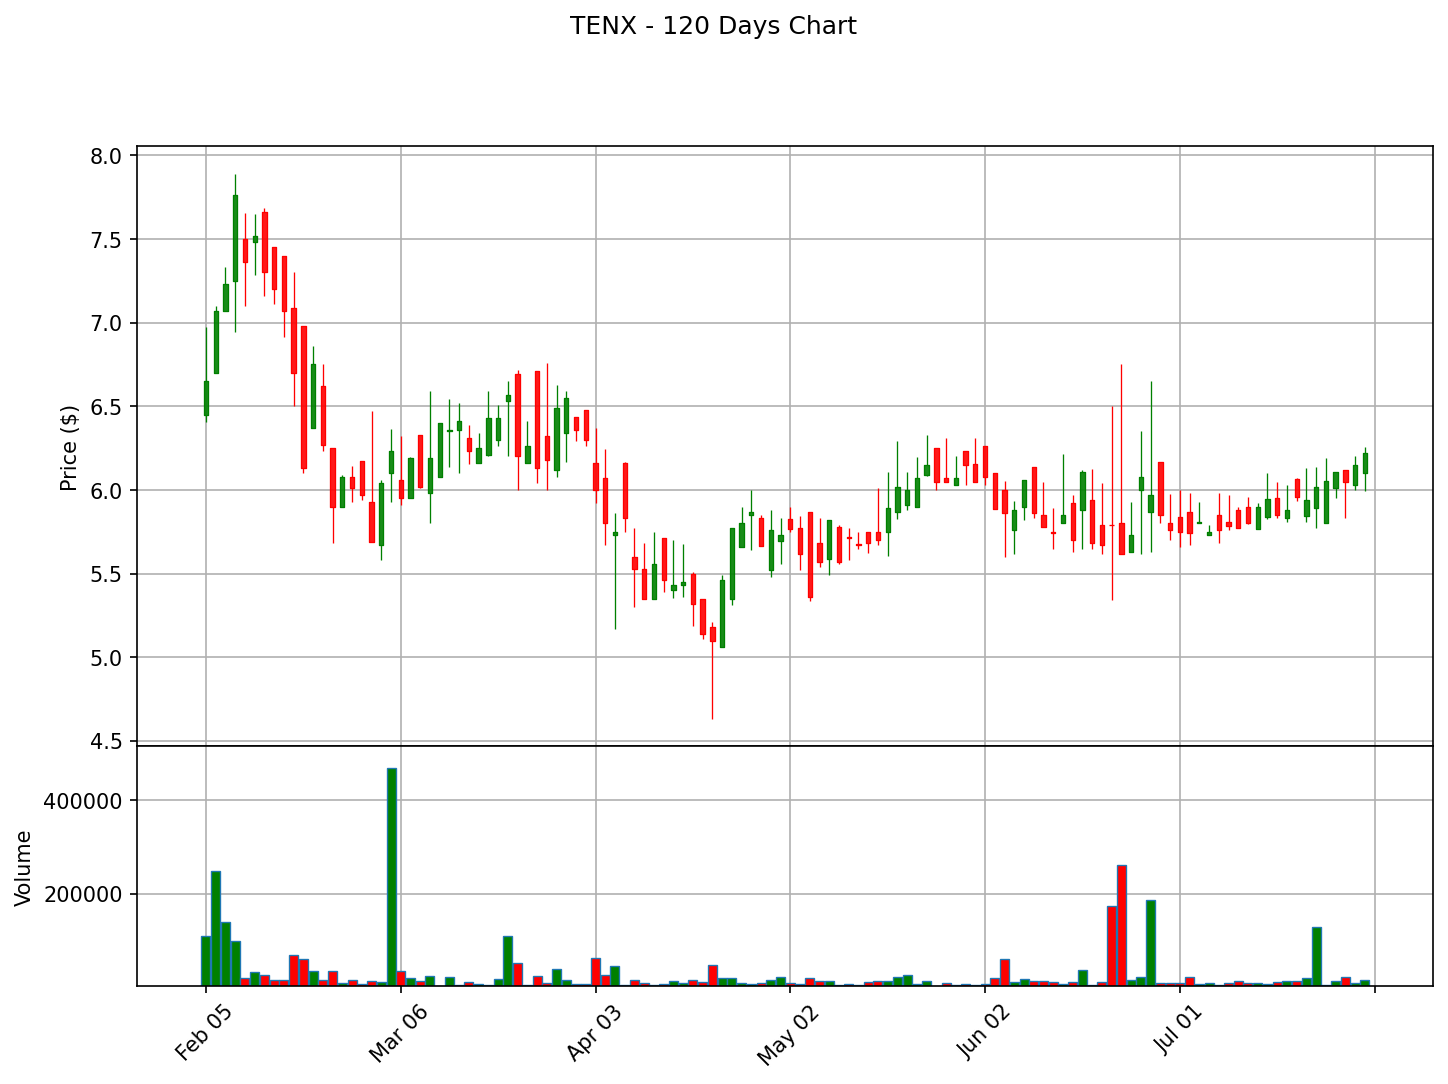 TENX - 120 Days Chart
8.0
7.5
7.0
6.5
6.0
5.5
5.0
4.5
Price ($)
400000
200000
Volume
Feb 05
Mar 06
Apr 03
May 02
Jun 02
Jul 01